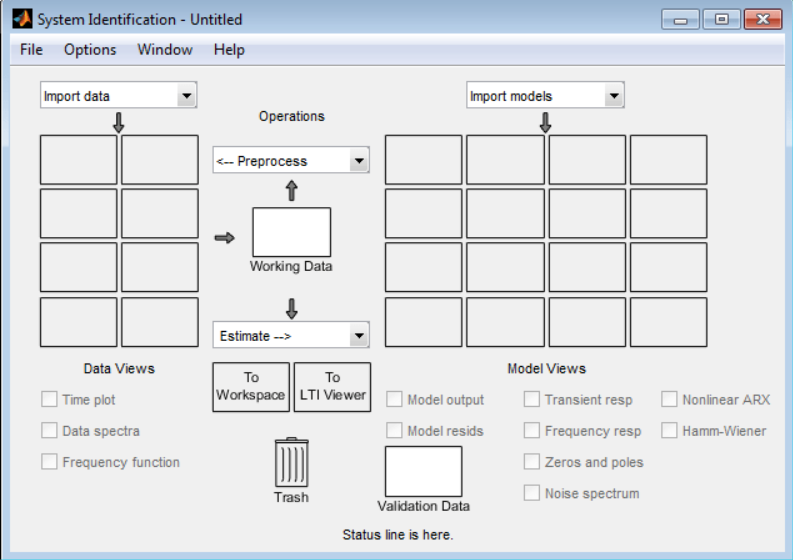 System Identification - Untitled
File Options Window Help
Import data
Import models
Operations
<-- Preprocess
Working Data
Estimate -->
Data Views
To
Workspace
To
LTI Viewer
Model Views
Time plot
Data spectra
Frequency function
Trash
Model output
Model resids
Validation Data
Transient resp
Frequency resp
Zeros and poles
Noise spectrum
Nonlinear ARX
Hamm-Wiener
Status line is here.